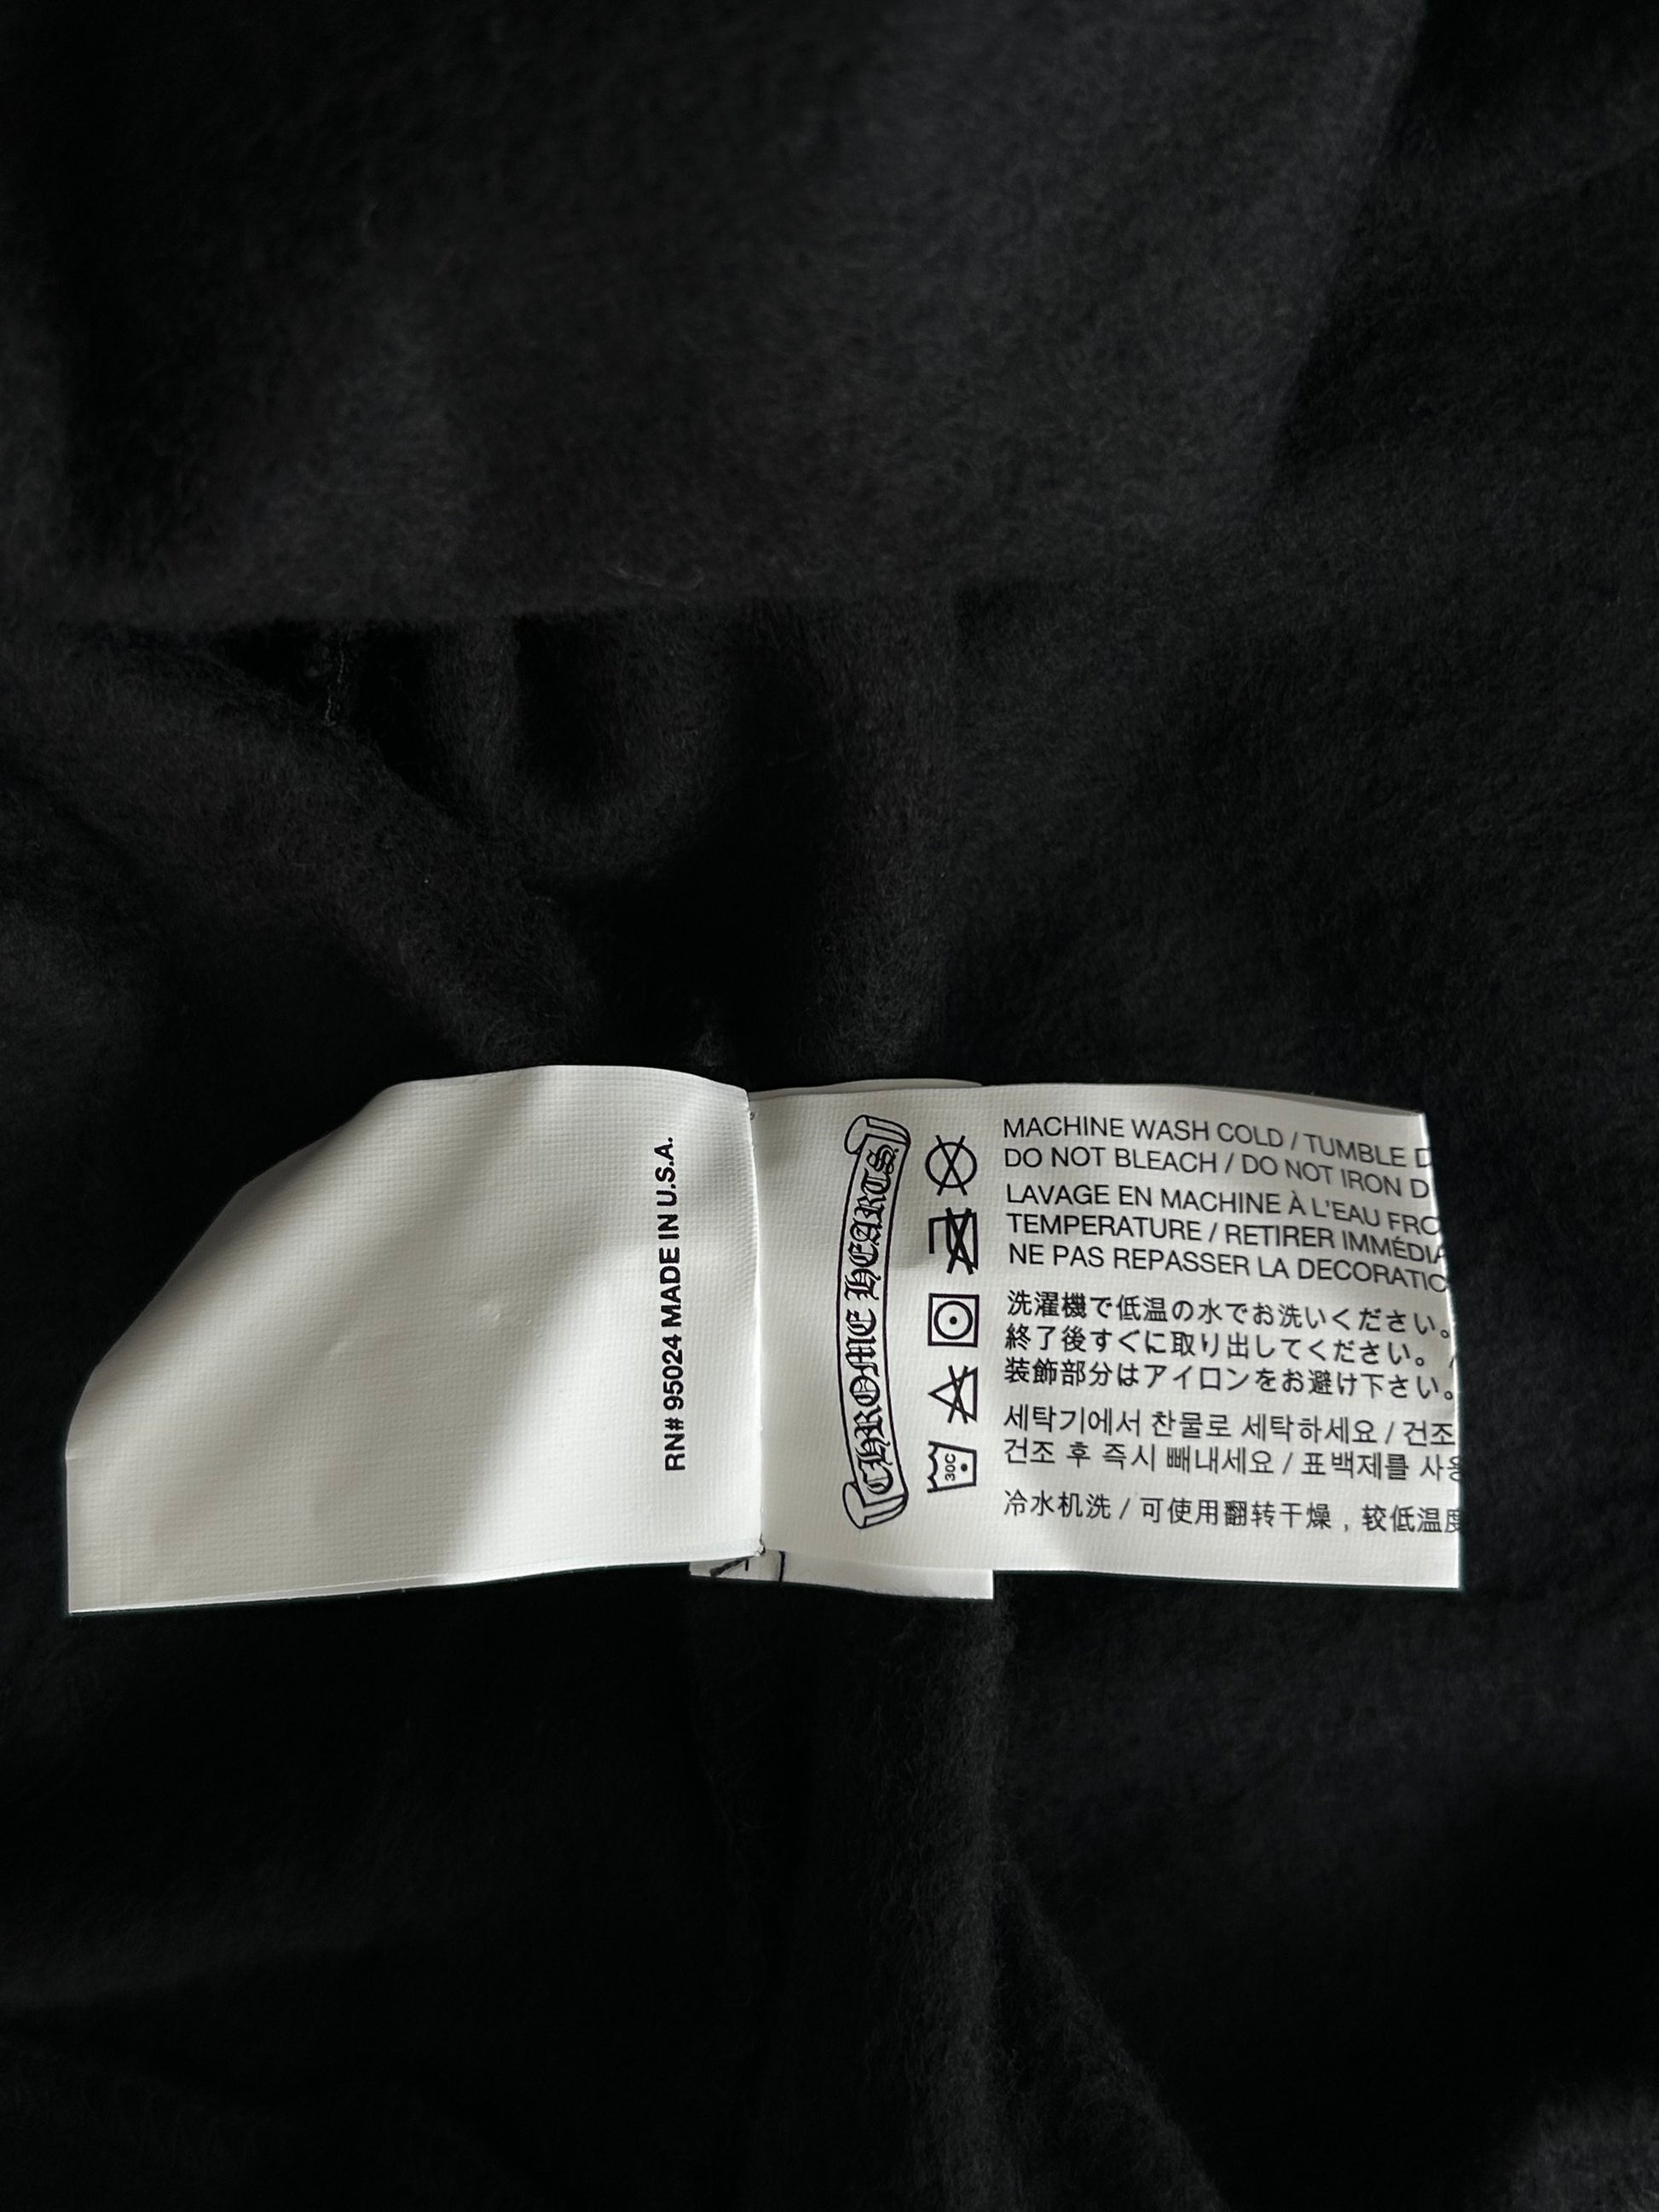 RN# 95024 MADE IN U.S.A.
CHROME HEARTS
30C
MACHINE WASH COLD / TUMBLE
DO NOT BLEACH / DO NOT IRON
LAVAGE EN MACHINE À L'EAU
TEMPERATURE / RETIRER
NE PAS REPASSER LA
洗濯機で低温の水でお洗いください。
終了後すぐに取り出してください。 /
装飾部分はアイロンをお避け下さい。
세탁기에서 찬물로 세탁하세요 / 건조
건조 후 즉시 빼내세요 / 표백제를
冷水机洗 / 可使用翻转干燥，较低温度